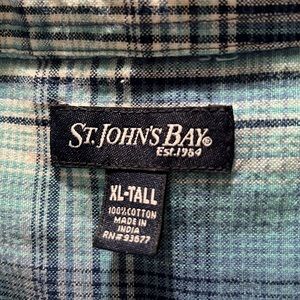 ST. JOHN'S BAY®
EST. 1984
XL-TALL
100% COTTON
MADE IN
INDIA
RN#93677